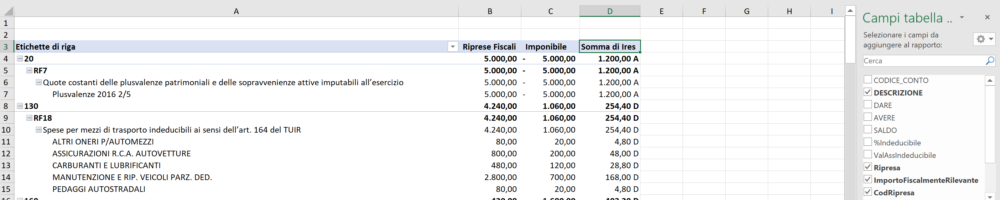 A B C D E F G H I
1
2
3 Etichette di riga Riprese Fiscali Imponibile Somma di Ires
4 20 5.000,00 - 5.000,00 1.200,00 A
5 RF7 5.000,00 - 5.000,00 1.200,00 A
6 Quote costanti delle plusvalenze patrimoniali e delle sopravvenienze attive imputabili all’esercizio 5.000,00 - 5.000,00 1.200,00 A
7 Plusvalenze 2016 2/5 5.000,00 - 5.000,00 1.200,00 A
8 130 4.240,00 1.060,00 254,40 D
9 RF18 4.240,00 1.060,00 254,40 D
10 Spese per mezzi di trasporto indeducibili ai sensi dell’art. 164 del TUIR 4.240,00 1.060,00 254,40 D
11 ALTRI ONERI P/AUTOMEZZI 80,00 20,00 4,80 D
12 ASSICURAZIONI R.C.A. AUTOVETTURE 800,00 200,00 48,00 D
13 CARBURANTI E LUBRIFICANTI 480,00 120,00 28,80 D
14 MANUTENZIONE E RIP. VEICOLI PARZ. DED. 2.800,00 700,00 168,00 D
15 PEDAGGI AUTOSTRADALI 80,00 20,00 4,80 D
Campi tabella ..
Selezionare i campi da
aggiungere al rapporto:
Cerca
CODICE_CONTO
DESCRIZIONE
DARE
AVERE
SALDO
%Indeducibile
ValAssIndeducibile
Ripresa
ImportoFiscalmenteRilevante
CodRipresa